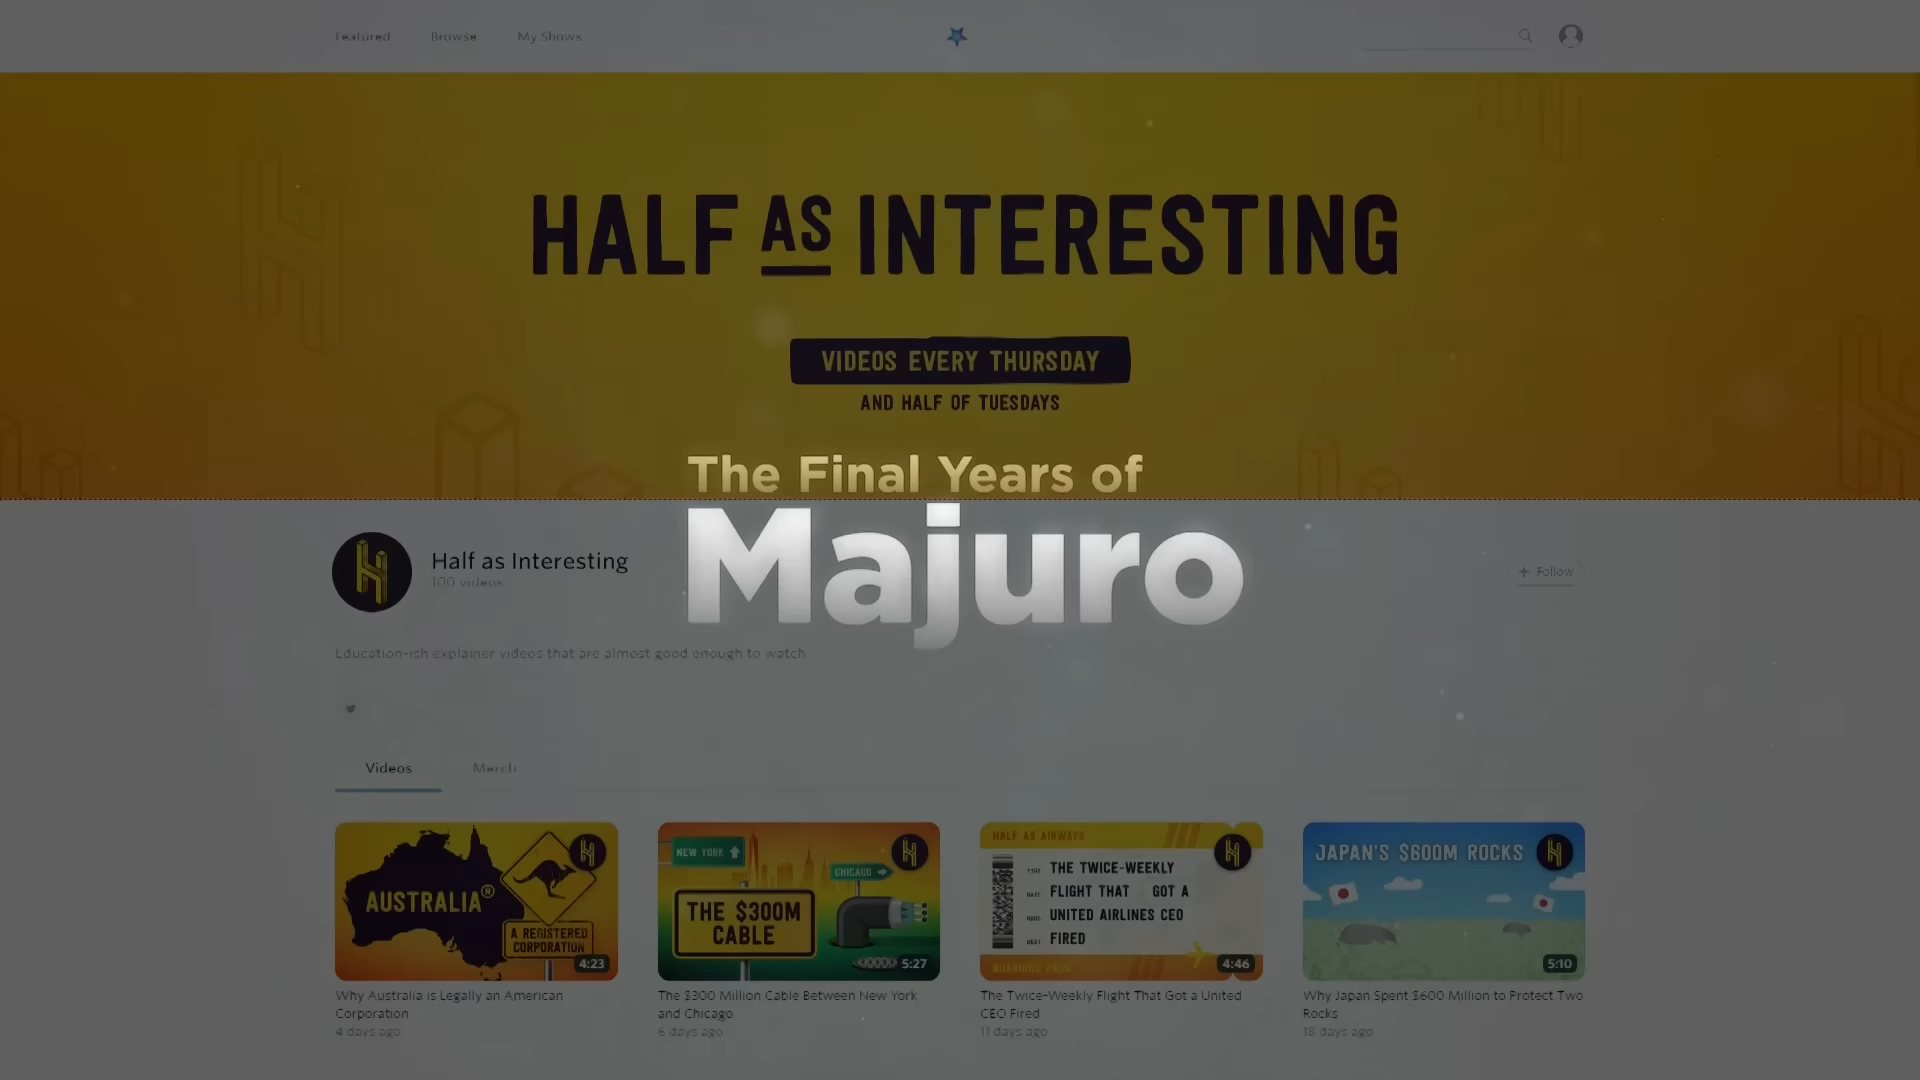 Featured Browse My Shows
HALF AS INTERESTING
VIDEOS EVERY THURSDAY
AND HALF OF TUESDAYS
The Final Years of
Majuro
Half as Interesting
100 videos
+ Follow
Education-ish explainer videos that are almost good enough to watch.
Videos Merch
AUSTRALIA®
A REGISTERED
CORPORATION
4:23
NEW YORK
CHICAGO
THE $300M
CABLE
5:27
HALF AS AIRWAYS
THE TWICE-WEEKLY
FLIGHT THAT GOT A
UNITED AIRLINES CEO
FIRED
BOARDING PASS
4:46
JAPAN'S $600M ROCKS
5:10
Why Australia is Legally an American
Corporation
4 days ago
The $300 Million Cable Between New York
and Chicago
6 days ago
The Twice-Weekly Flight That Got a United
CEO Fired
11 days ago
Why Japan Spent $600 Million to Protect Two
Rocks
13 days ago